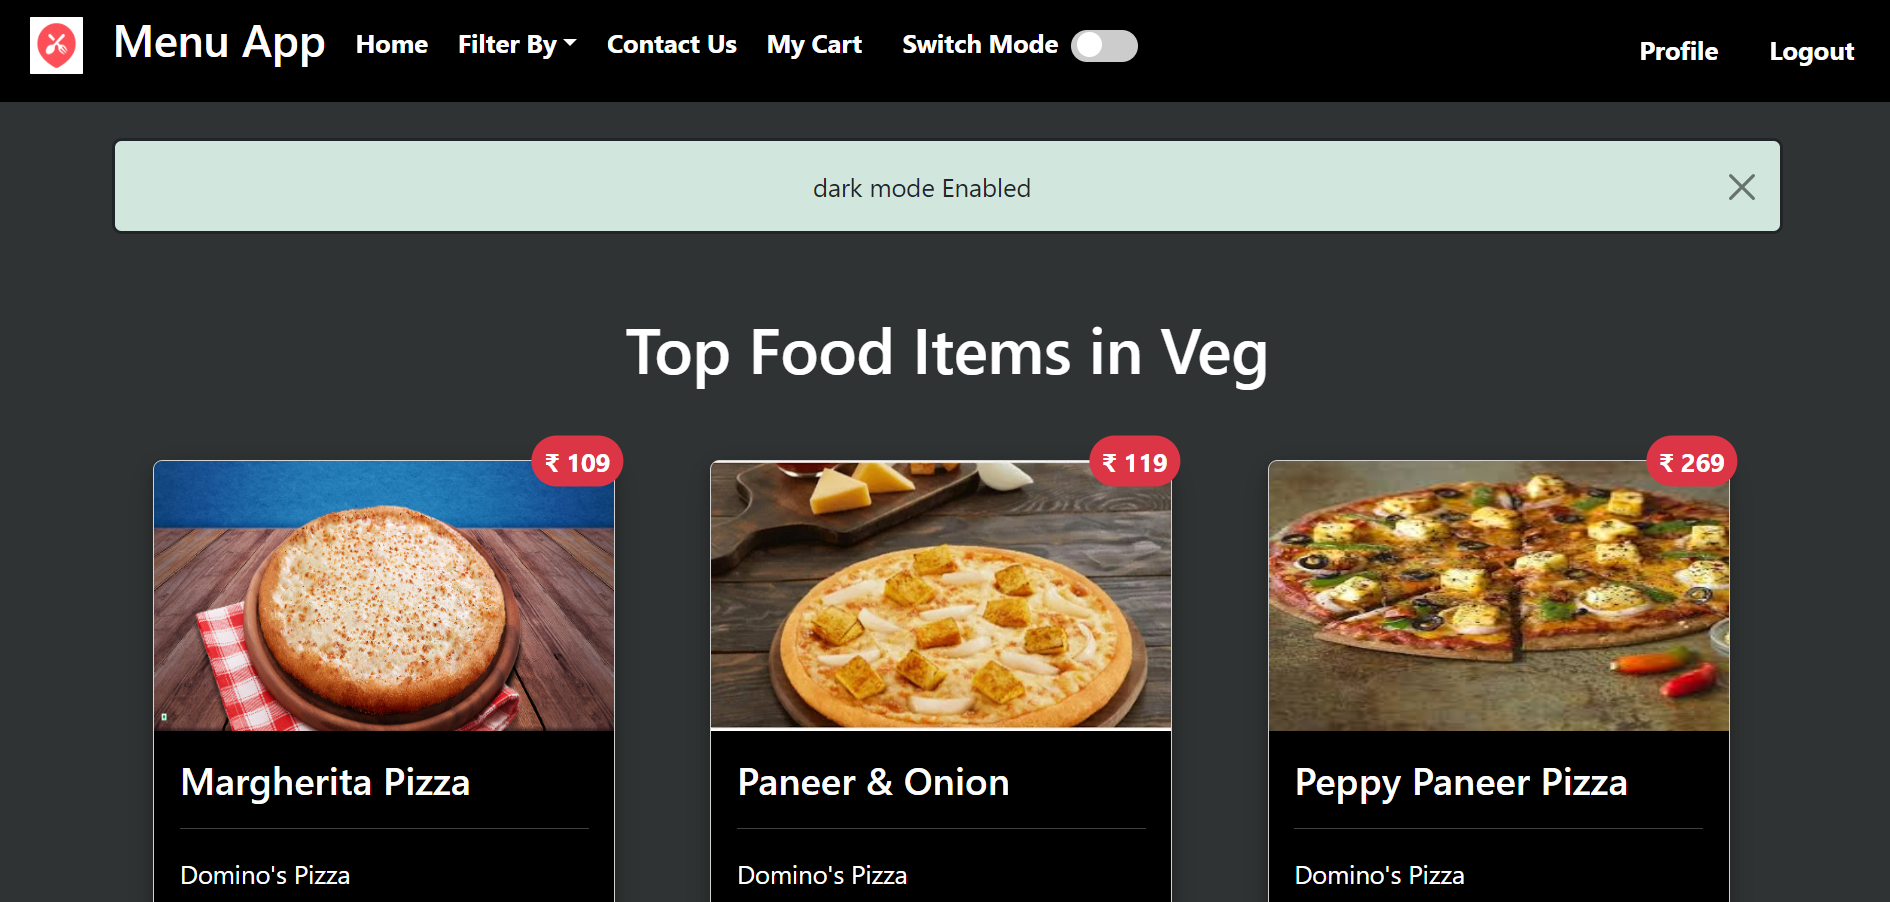 Menu App Home Filter By Contact Us My Cart Switch Mode Profile Logout
dark mode Enabled
Top Food Items in Veg
₹ 109 ₹ 119 ₹ 269
Margherita Pizza Paneer & Onion Peppy Paneer Pizza
Domino's Pizza Domino's Pizza Domino's Pizza